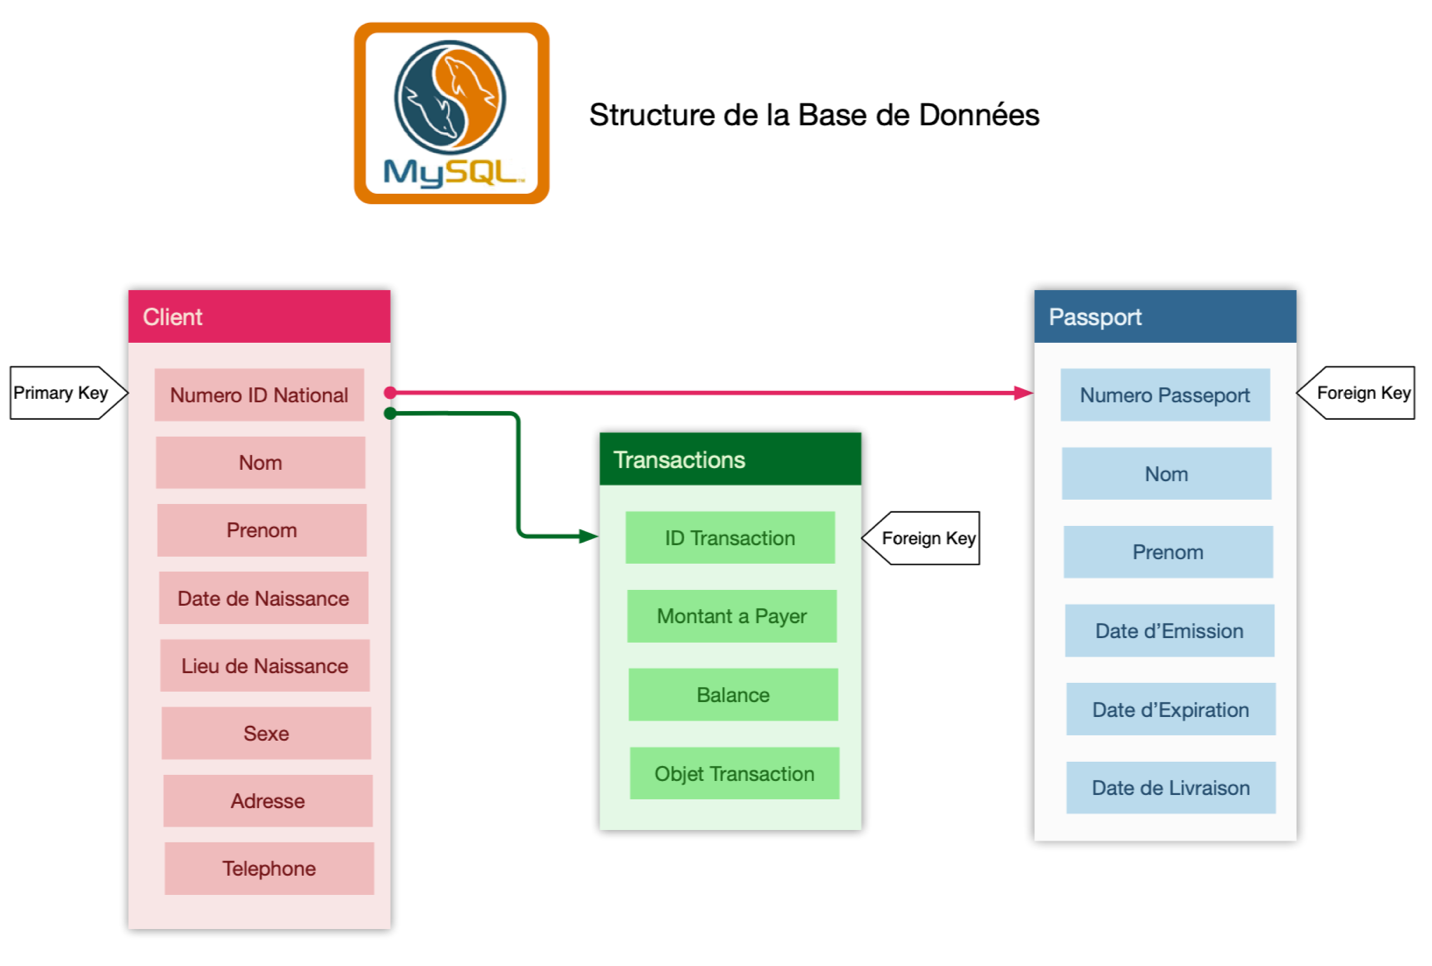 MySQL™
Structure de la Base de Données
Client
Primary Key
Numero ID National
Nom
Prenom
Date de Naissance
Lieu de Naissance
Sexe
Adresse
Telephone
Transactions
ID Transaction
Foreign Key
Montant a Payer
Balance
Objet Transaction
Passport
Numero Passeport
Foreign Key
Nom
Prenom
Date d’Emission
Date d’Expiration
Date de Livraison